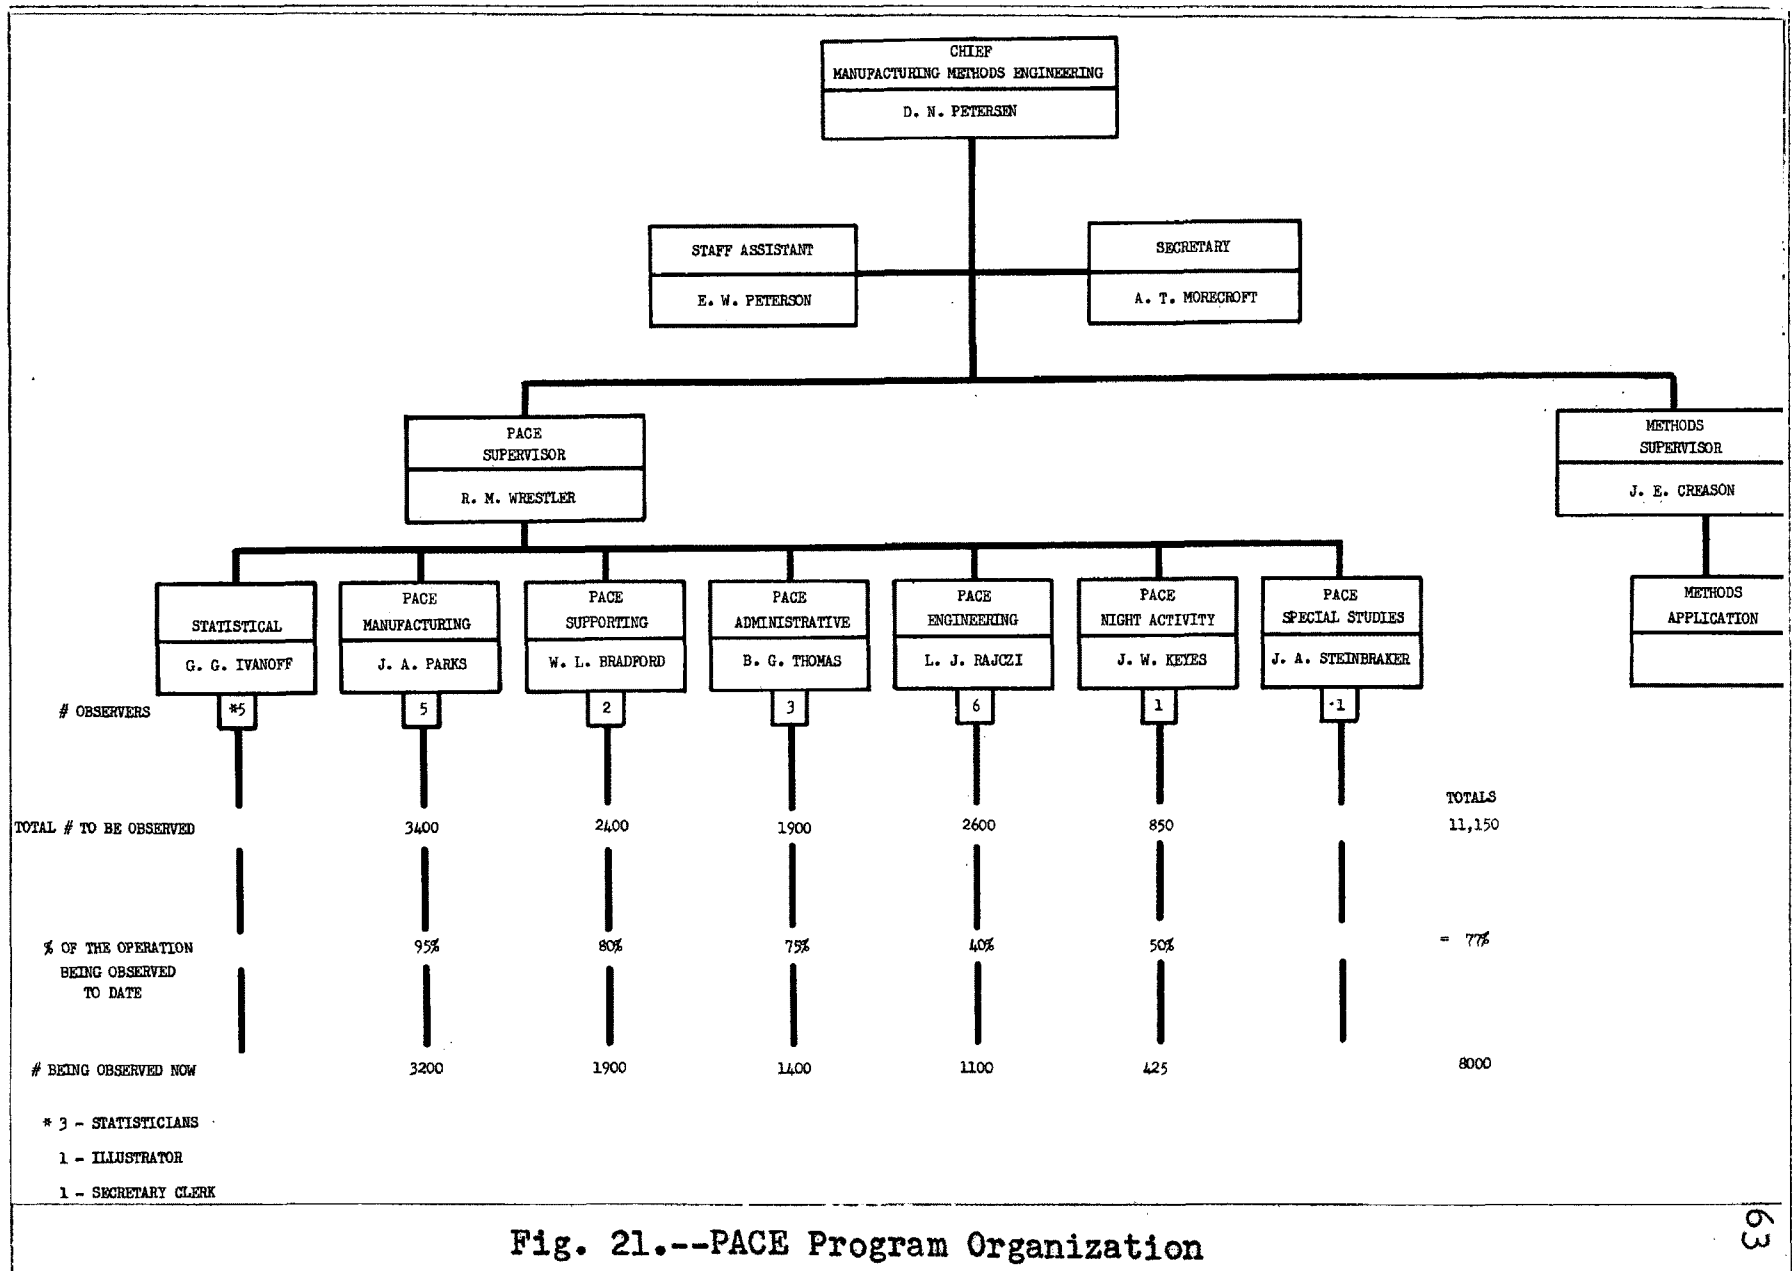 CHIEF
MANUFACTURING METHODS ENGINEERING
D. N. PETERSEN
STAFF ASSISTANT
E. W. PETERSON
SECRETARY
A. T. MORECROFT
PACE
SUPERVISOR
R. M. WRESTLER
METHODS
SUPERVISOR
J. E. CREASON
STATISTICAL
G. G. IVANOFF
PACE
MANUFACTURING
J. A. PARKS
PACE
SUPPORTING
W. L. BRADFORD
PACE
ADMINISTRATIVE
B. G. THOMAS
PACE
ENGINEERING
L. J. RAJCZI
PACE
NIGHT ACTIVITY
J. W. KEYES
PACE
SPECIAL STUDIES
J. A. STEINBRAKER
METHODS
APPLICATION
# OBSERVERS *5 5 2 3 6 1 1
TOTALS
TOTAL # TO BE OBSERVED 3400 2400 1900 2600 850 11,150
% OF THE OPERATION 95% 80% 75% 40% 50% = 77%
BEING OBSERVED
TO DATE
# BEING OBSERVED NOW 3200 1900 1400 1100 425 8000
* 3 - STATISTICIANS
1 - ILLUSTRATOR
1 - SECRETARY CLERK
Fig. 21.--PACE Program Organization
63